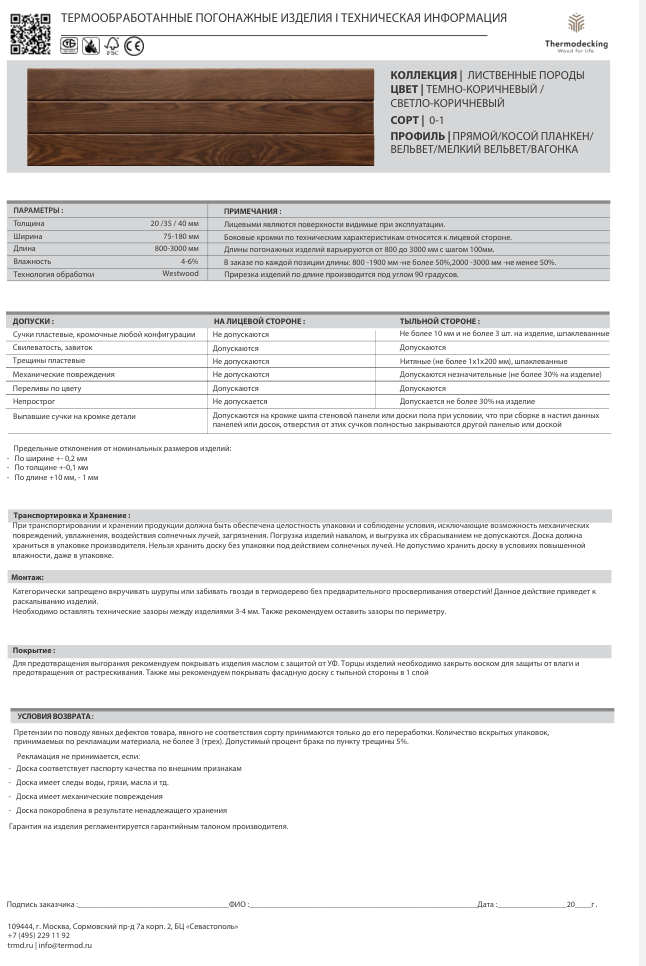 ТЕРМООБРАБОТАННЫЕ ПОГОНАЖНЫЕ ИЗДЕЛИЯ I ТЕХНИЧЕСКАЯ ИНФОРМАЦИЯ
FSC
CE
Thermodecking
Wood for life
КОЛЛЕКЦИЯ | ЛИСТВЕННЫЕ ПОРОДЫ
ЦВЕТ | ТЕМНО-КОРИЧНЕВЫЙ /
СВЕТЛО-КОРИЧНЕВЫЙ
СОРТ | 0-1
ПРОФИЛЬ | ПРЯМОЙ/КОСОЙ ПЛАНКЕН/
ВЕЛЬВЕТ/МЕЛКИЙ ВЕЛЬВЕТ/ВАГОНКА
ПАРАМЕТРЫ : ПРИМЕЧАНИЯ :
Толщина 20 /35 / 40 мм Лицевыми являются поверхности видимые при эксплуатации.
Ширина 75-180 мм Боковые кромки по техническим характеристикам относятся к лицевой стороне.
Длина 800-3000 мм Длины погонажных изделий варьируются от 800 до 3000 мм с шагом 100мм.
Влажность 4-6% В заказе по каждой позиции длины: 800 -1900 мм -не более 50%,2000 -3000 мм -не менее 50%.
Технология обработки Westwood Прирезка изделий по длине производится под углом 90 градусов.
ДОПУСКИ : НА ЛИЦЕВОЙ СТОРОНЕ : ТЫЛЬНОЙ СТОРОНЕ :
Сучки пластевые, кромочные любой конфигурации Не допускаются Не более 10 мм и не более 3 шт. на изделие, шпаклеванные
Свилеватость, завиток Допускаются Допускаются
Трещины пластевые Не допускаются Нитяные (не более 1х1х200 мм), шпаклеванные
Механические повреждения Не допускаются Допускаются незначительные (не более 30% на изделие)
Переливы по цвету Допускаются Допускаются
Непрострог Не допускается Допускается не более 30% на изделие
Выпавшие сучки на кромке детали Допускаются на кромке шипа стеновой панели или доски пола при условии, что при сборке в настил данных
панелей или досок, отверстия от этих сучков полностью закрываются другой панелью или доской
Предельные отклонения от номинальных размеров изделий:
- По ширине +- 0,2 мм
- По толщине +-0,1 мм
- По длине +10 мм, - 1 мм
Транспортировка и Хранение :
При транспортировании и хранении продукции должна быть обеспечена целостность упаковки и соблюдены условия, исключающие возможность механических
повреждений, увлажнения, воздействия солнечных лучей, загрязнения. Погрузка изделий навалом, и выгрузка их сбрасыванием не допускаются. Доска должна
храниться в упаковке производителя. Нельзя хранить доску без упаковки под действием солнечных лучей. Не допустимо хранить доску в условиях повышенной
влажности, даже в упаковке.
Монтаж:
Категорически запрещено вкручивать шурупы или забивать гвозди в термодерево без предварительного просверливания отверстий! Данное действие приведет к
раскалыванию изделий.
Необходимо оставлять технические зазоры между изделиями 3-4 мм. Также рекомендуем оставить зазоры по периметру.
Покрытие :
Для предотвращения выгорания рекомендуем покрывать изделия маслом с защитой от УФ. Торцы изделий необходимо закрыть воском для защиты от влаги и
предотвращения от растрескивания. Также мы рекомендуем покрывать фасадную доску с тыльной стороны в 1 слой
УСЛОВИЯ ВОЗВРАТА :
Претензии по поводу явных дефектов товара, явного не соответствия сорту принимаются только до его переработки. Количество вскрытых упаковок,
принимаемых по рекламации материала, не более 3 (трех). Допустимый процент брака по пункту трещины 5%.
Рекламация не принимается, если:
- Доска соответствует паспорту качества по внешним признакам
- Доска имеет следы воды, грязи, масла и тд.
- Доска имеет механические повреждения
- Доска покороблена в результате ненадлежащего хранения
Гарантия на изделия регламентируется гарантийным талоном производителя.
Подпись заказчика :____________________ФИО :____________________Дата :__________20____г .
109444, г. Москва, Сормовский пр-д 7а корп. 2, БЦ «Севастополь»
+7 (495) 229 11 92
trmd.ru | info@termod.ru